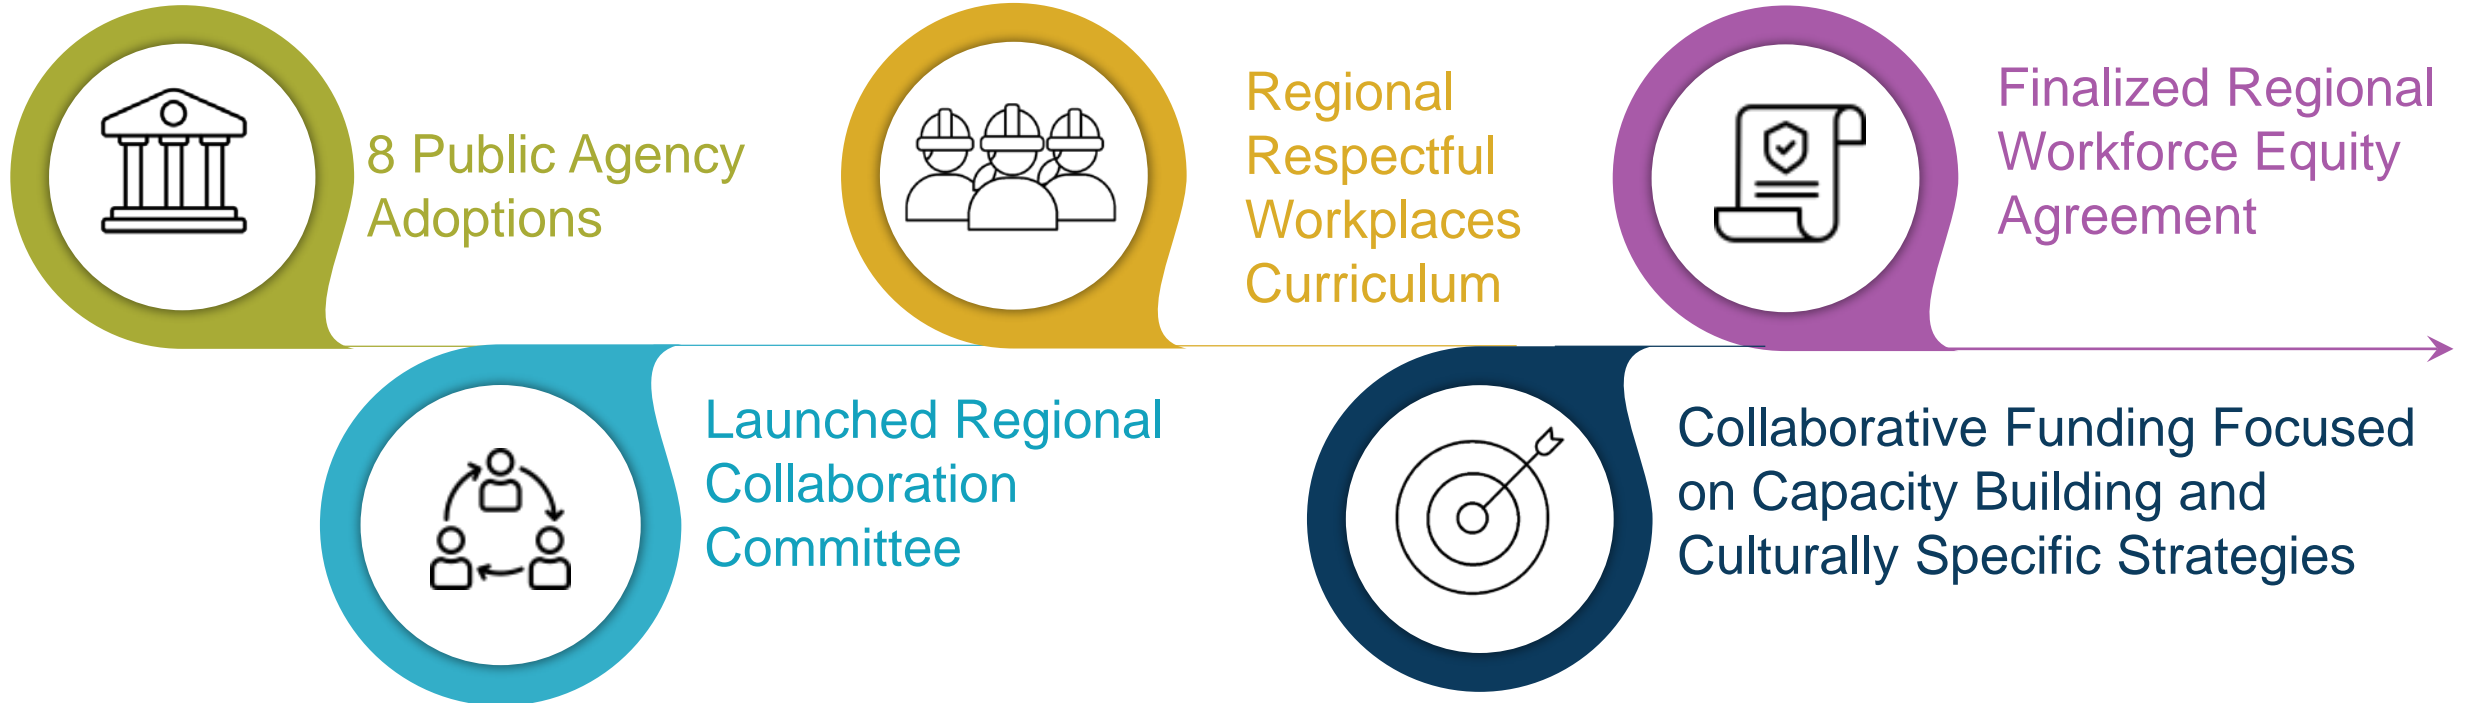 8 Public Agency
Adoptions
Launched Regional
Collaboration
Committee
Regional
Respectful
Workplaces
Curriculum
Collaborative Funding Focused
on Capacity Building and
Culturally Specific Strategies
Finalized Regional
Workforce Equity
Agreement